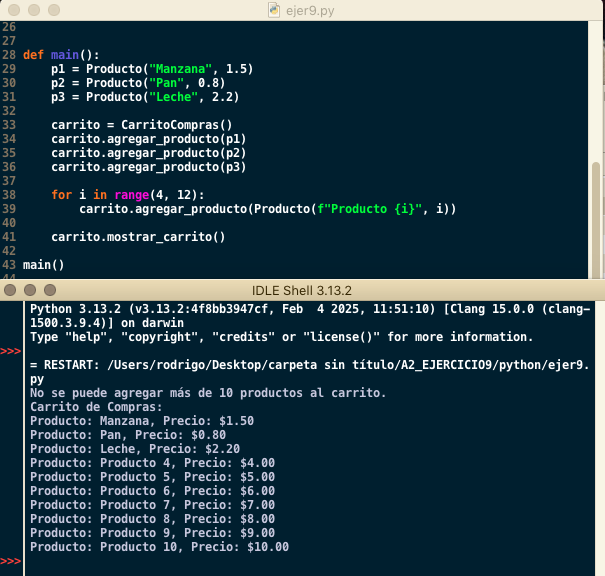 ejer9.py
26
27
28 def main():
29     p1 = Producto("Manzana", 1.5)
30     p2 = Producto("Pan", 0.8)
31     p3 = Producto("Leche", 2.2)
32
33     carrito = CarritoCompras()
34     carrito.agregar_producto(p1)
35     carrito.agregar_producto(p2)
36     carrito.agregar_producto(p3)
37
38     for i in range(4, 12):
39         carrito.agregar_producto(Producto(f"Producto {i}", i))
40
41     carrito.mostrar_carrito()
42
43 main()
44
IDLE Shell 3.13.2
Python 3.13.2 (v3.13.2:4f8bb3947cf, Feb  4 2025, 11:51:10) [Clang 15.0.0 (clang-
1500.3.9.4)] on darwin
Type "help", "copyright", "credits" or "license()" for more information.
>>>
= RESTART: /Users/rodrigo/Desktop/carpeta sin título/A2_EJERCICIO9/python/ejer9.
py
No se puede agregar más de 10 productos al carrito.
Carrito de Compras:
Producto: Manzana, Precio: $1.50
Producto: Pan, Precio: $0.80
Producto: Leche, Precio: $2.20
Producto: Producto 4, Precio: $4.00
Producto: Producto 5, Precio: $5.00
Producto: Producto 6, Precio: $6.00
Producto: Producto 7, Precio: $7.00
Producto: Producto 8, Precio: $8.00
Producto: Producto 9, Precio: $9.00
Producto: Producto 10, Precio: $10.00
>>>